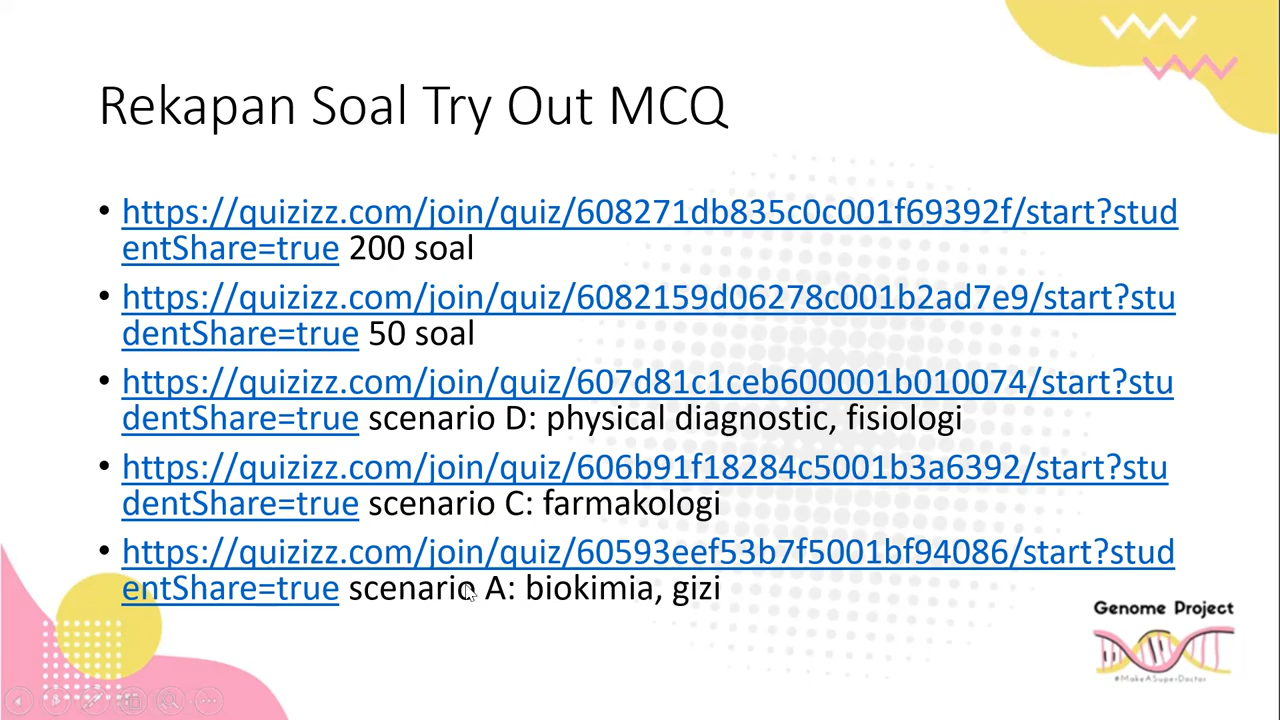 Rekapan Soal Try Out MCQ
• https://quizizz.com/join/quiz/608271db835c0c001f69392f/start?stud
entShare=true 200 soal
• https://quizizz.com/join/quiz/6082159d06278c001b2ad7e9/start?stu
dentShare=true 50 soal
• https://quizizz.com/join/quiz/607d81c1ceb600001b010074/start?stu
dentShare=true scenario D: physical diagnostic, fisiologi
• https://quizizz.com/join/quiz/606b91f18284c5001b3a6392/start?stu
dentShare=true scenario C: farmakologi
• https://quizizz.com/join/quiz/60593eef53b7f5001bf94086/start?stud
entShare=true scenario A: biokimia, gizi
Genome Project
#MakeASuperDoctor